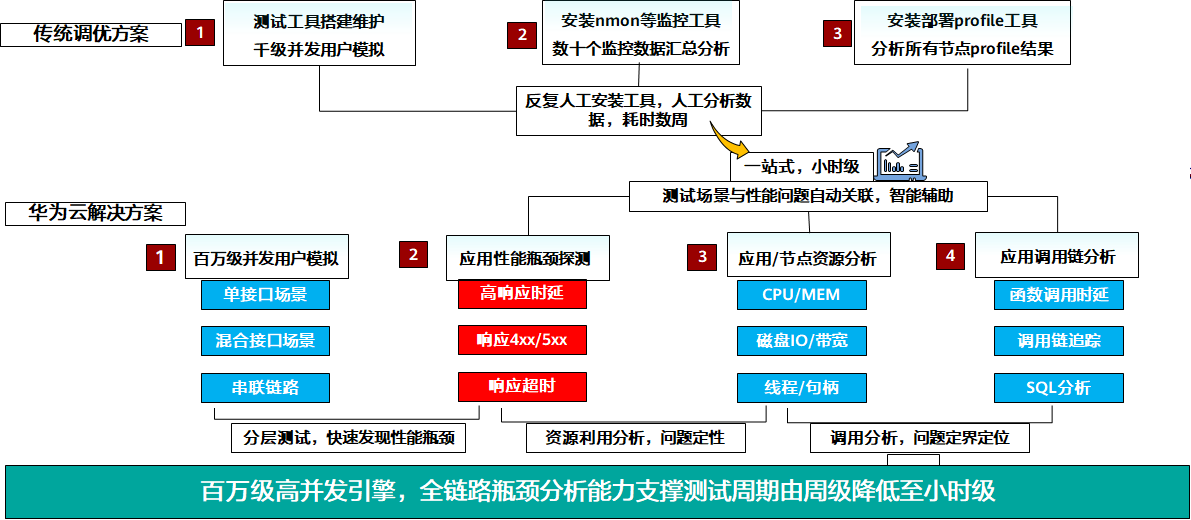 传统调优方案
1
测试工具搭建维护
千级并发用户模拟
2
安装nmon等监控工具
数十个监控数据汇总分析
3
安装部署profile工具
分析所有节点profile结果
反复人工安装工具，人工分析数
据，耗时数周
一站式，小时级
测试场景与性能问题自动关联，智能辅助
华为云解决方案
1
百万级并发用户模拟
2
应用性能瓶颈探测
3
应用/节点资源分析
4
应用调用链分析
单接口场景
高响应时延
CPU/MEM
函数调用时延
混合接口场景
响应4xx/5xx
磁盘IO/带宽
调用链追踪
串联链路
响应超时
线程/句柄
SQL分析
分层测试，快速发现性能瓶颈
资源利用分析，问题定性
调用分析，问题定界定位
百万级高并发引擎，全链路瓶颈分析能力支撑测试周期由周级降低至小时级